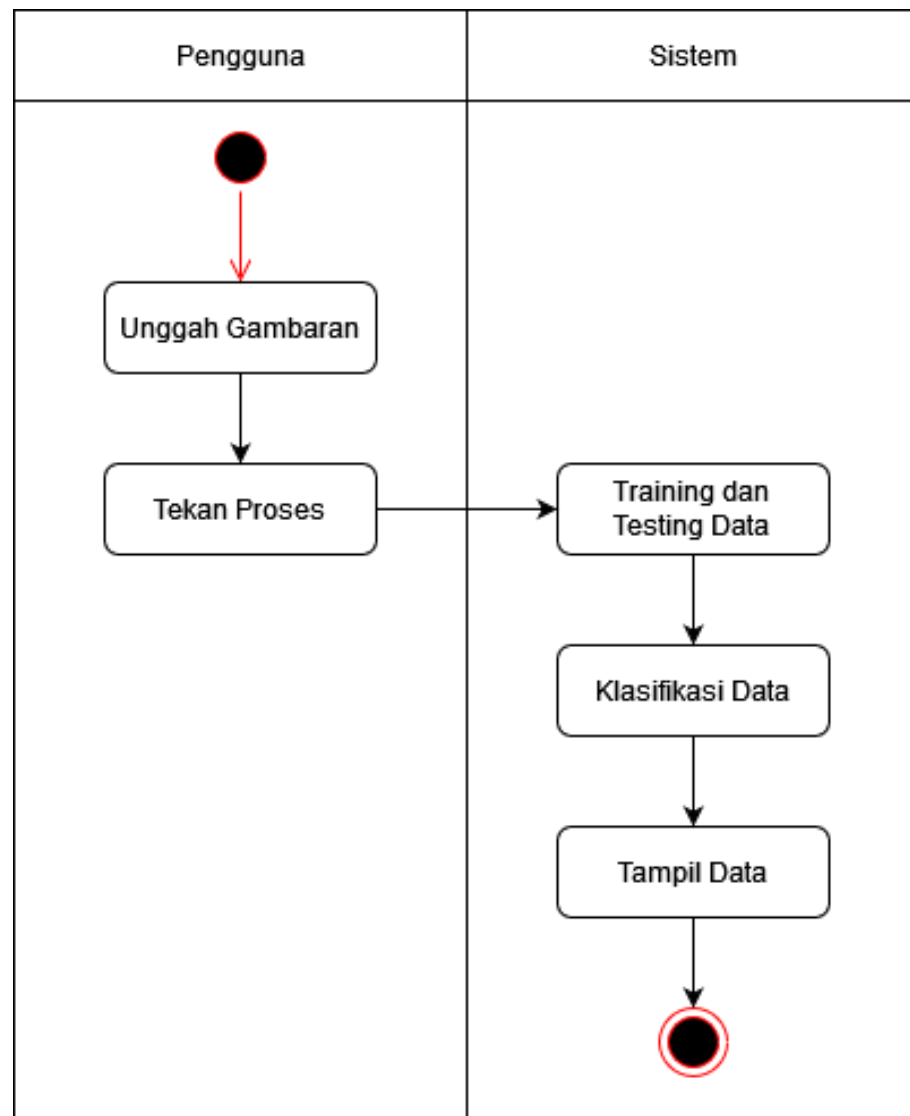 Pengguna
Sistem
Unggah Gambaran
Tekan Proses
Training dan
Testing Data
Klasifikasi Data
Tampil Data